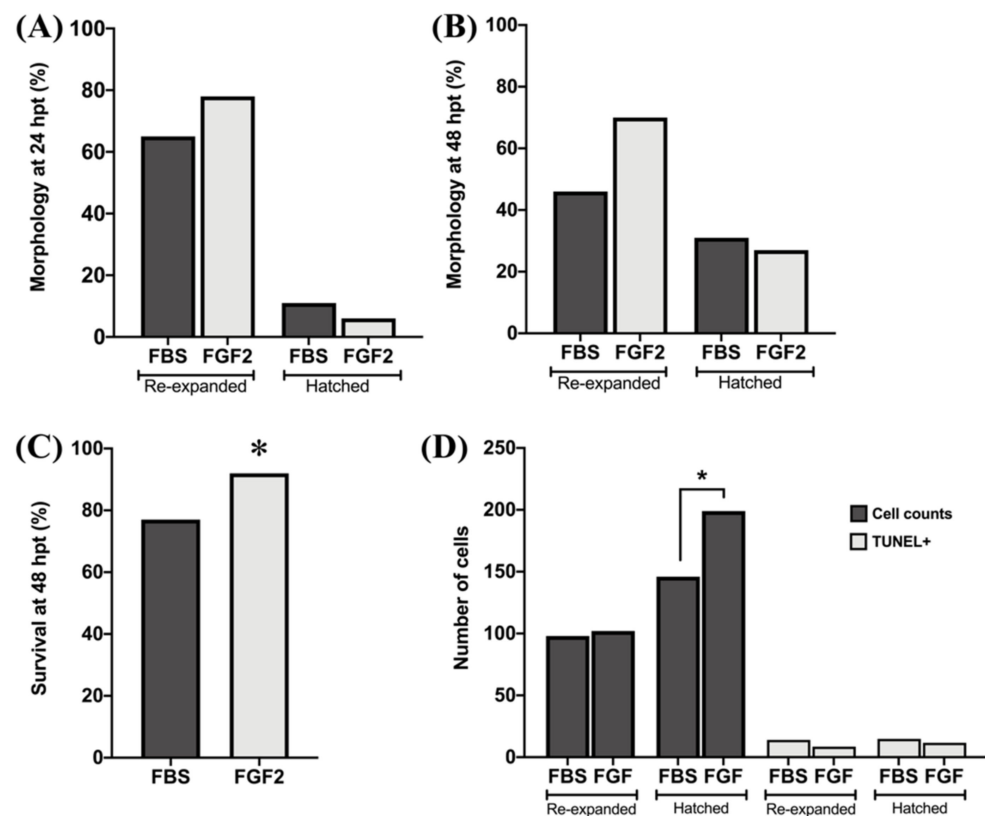 (A)
Morphology at 24 hpt (%)
100
80
60
40
20
0
FBS FGF2 FBS FGF2
Re-expanded Hatched
(B)
Morphology at 48 hpt (%)
100
80
60
40
20
0
FBS FGF2 FBS FGF2
Re-expanded Hatched
(C)
Survival at 48 hpt (%)
100
80
60
40
20
0
*
FBS FGF2
(D)
Number of cells
250
200
150
100
50
0
*
Cell counts
TUNEL+
FBS FGF FBS FGF FBS FGF FBS FGF
Re-expanded Hatched Re-expanded Hatched